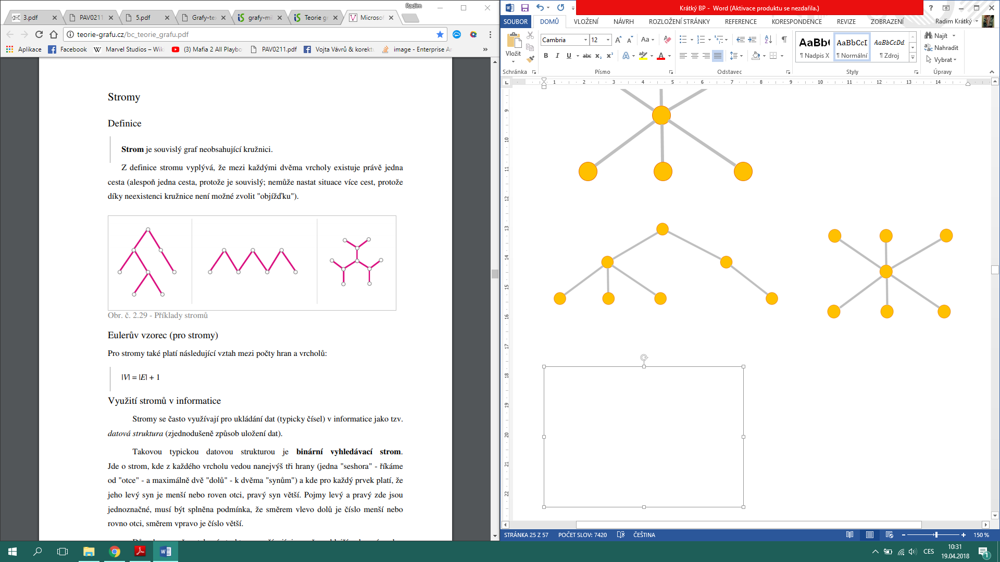 Radim
3.pdf
PAV0211
5.pdf
Grafy-te
grafy-mi
Teorie g
Microsof
teorie-grafu.cz/bc_teorie_grafu.pdf
Aplikace
Facebook
Marvel Studios – Wik
(3) Mafia 2 All Playbo
PAV0211.pdf
Vojta Vávrů & korekt
image - Enterprise Ar
»
Stromy
Definice
Strom je souvislý graf neobsahující kružnici.
Z definice stromu vyplývá, že mezi každými dvěma vrcholy existuje právě jedna
cesta (alespoň jedna cesta, protože je souvislý; nemůže nastat situace více cest, protože
díky neexistenci kružnice není možné zvolit "objížďku").
Obr. č. 2.29 - Příklady stromů
Eulerův vzorec (pro stromy)
Pro stromy také platí následující vztah mezi počty hran a vrcholů:
|V| = |E| + 1
Využití stromů v informatice
Stromy se často využívají pro ukládání dat (typicky čísel) v informatice jako tzv.
datová struktura (zjednodušeně způsob uložení dat).
Takovou typickou datovou strukturou je binární vyhledávací strom.
Jde o strom, kde z každého vrcholu vedou nanejvýš tři hrany (jedna "seshora" - říkáme
od "otce" - a maximálně dvě "dolů" - k dvěma "synům") a kde pro každý prvek platí, že
jeho levý syn je menší nebo roven otci, pravý syn větší. Pojmy levý a pravý zde jsou
jednoznačné, musí být splněna podmínka, že směrem vlevo dolů je číslo menší nebo
rovno otci, směrem vpravo je číslo větší.
Krátký BP - Word (Aktivace produktu se nezdařila.)
SOUBOR DOMŮ VLOŽENÍ NÁVRH ROZLOŽENÍ STRÁNKY REFERENCE KORESPONDENCE REVIZE ZOBRAZENÍ Radim Krátký
Vložit
Cambria 12
B I U abc x₂ x²
AaBb( AaBbCcI AaBbCcDd.
¶ Nadpis X ¶ Normální ¶ Zdroj
Najít
Nahradit
Vybrat
Schránka Písmo Odstavec Styly Úpravy
1 2 3 4 5 6 7 8 9 10 11 12 13 14
9
10
11
12
13
14
15
16
17
18
19
20
21
22
STRÁNKA 25 Z 57 POČET SLOV: 7420 ČEŠTINA 150 %
CES
10:31
19.04.2018
1